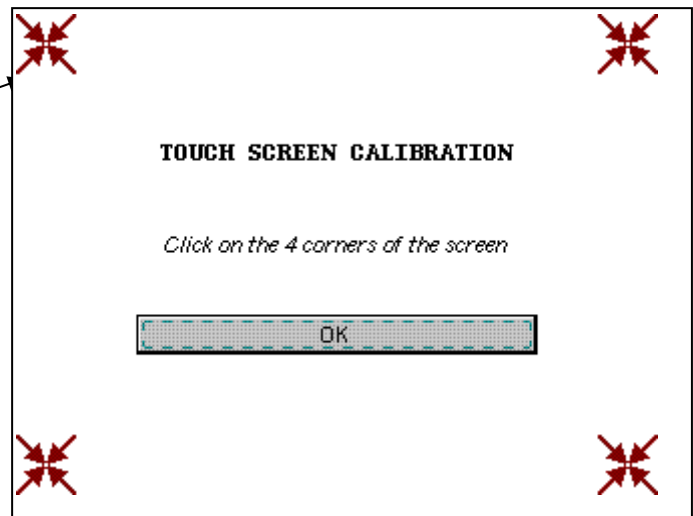 TOUCH SCREEN CALIBRATION
Click on the 4 corners of the screen
OK